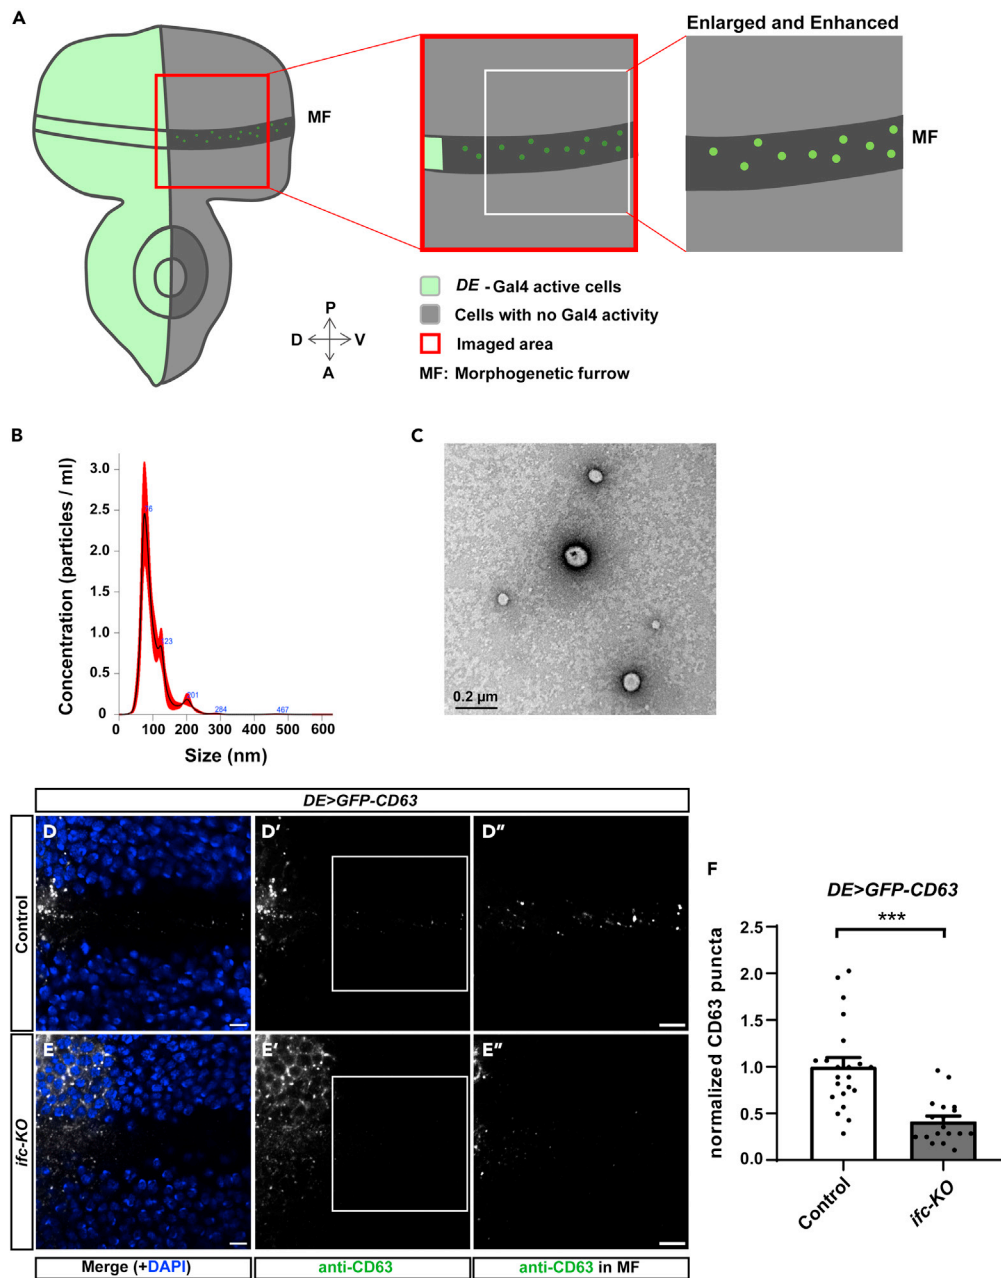 A
Enlarged and Enhanced
MF
MF
DE - Gal4 active cells
Cells with no Gal4 activity
Imaged area
MF: Morphogenetic furrow
P
D V
A
B
Concentration (particles / ml)
3.0
2.5
2.0
1.5
1.0
0.5
0
23
201
284
467
0 100 200 300 400 500 600
Size (nm)
C
0.2 µm
DE>GFP-CD63
Control
D
D′
D″
ifc-KO
E
E′
E″
Merge (+DAPI)
anti-CD63
anti-CD63 in MF
F
DE>GFP-CD63
***
normalized CD63 puncta
2.5
2.0
1.5
1.0
0.5
0.0
Control
ifc-KO